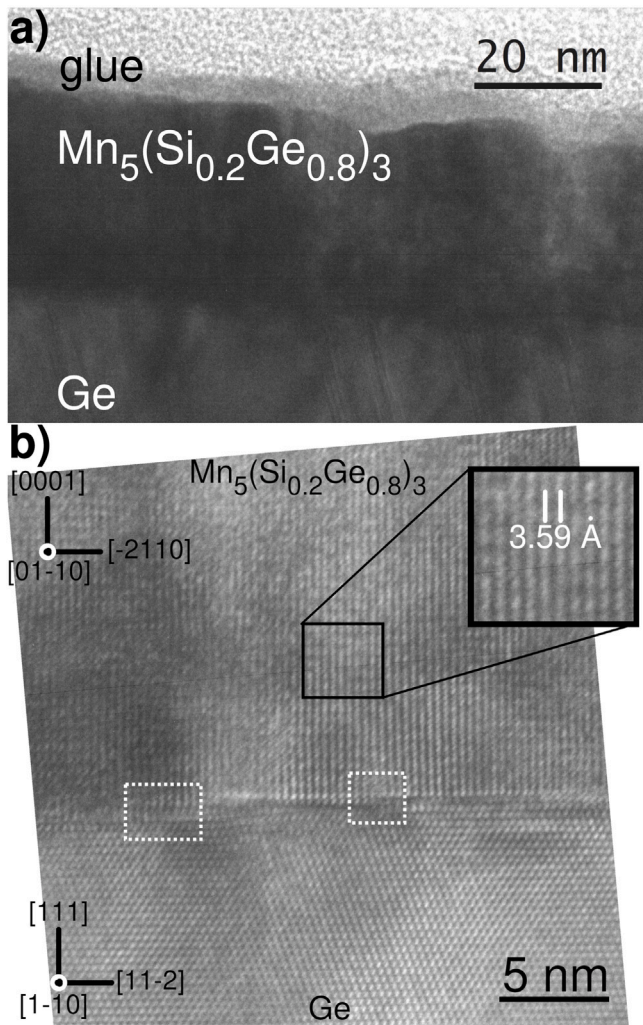 a)
glue
20 nm
Mn₅(Si₀.₂Ge₀.₈)₃
Ge
b)
[0001]
Mn₅(Si₀.₂Ge₀.₈)₃
3.59 Å
[-2110]
[01-10]
[111]
[11-2]
[1-10]
5 nm
Ge